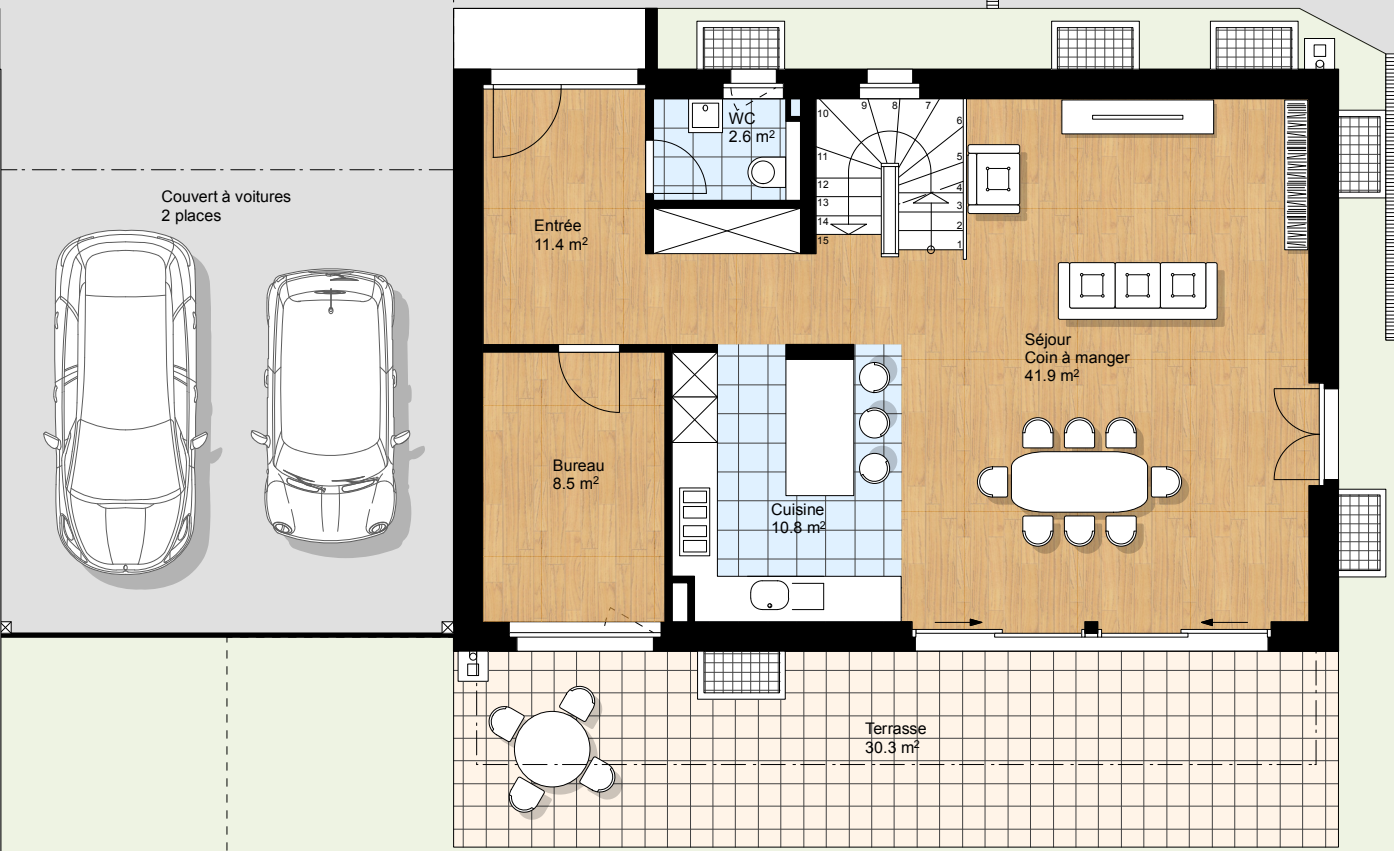 WC
2.6 m²
Couvert à voitures
2 places
Entrée
11.4 m²
10
9
8
7
6
11
5
12
4
13
3
14
2
15
1
Séjour
Coin à manger
41.9 m²
Bureau
8.5 m²
Cuisine
10.8 m²
Terrasse
30.3 m²